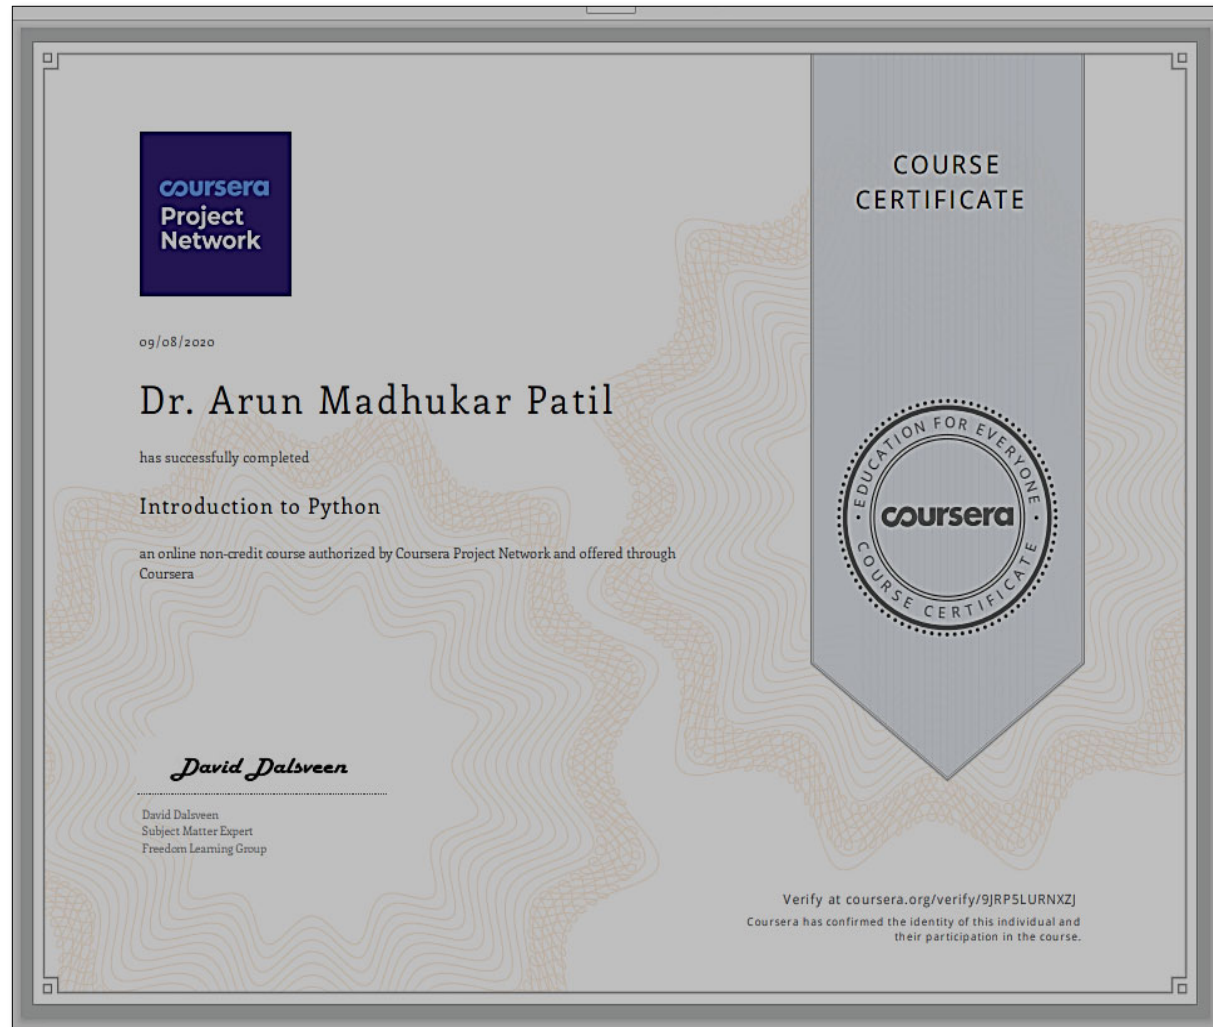 coursera
Project
Network
09/08/2020
Dr. Arun Madhukar Patil
has successfully completed
Introduction to Python
an online non-credit course authorized by Coursera Project Network and offered through
Coursera
David Dalsveen
David Dalsveen
Subject Matter Expert
Freedom Learning Group
COURSE
CERTIFICATE
EDUCATION FOR EVERYONE
coursera
COURSE CERTIFICATE
Verify at coursera.org/verify/9JRP5LURNXZJ
Coursera has confirmed the identity of this individual and
their participation in the course.